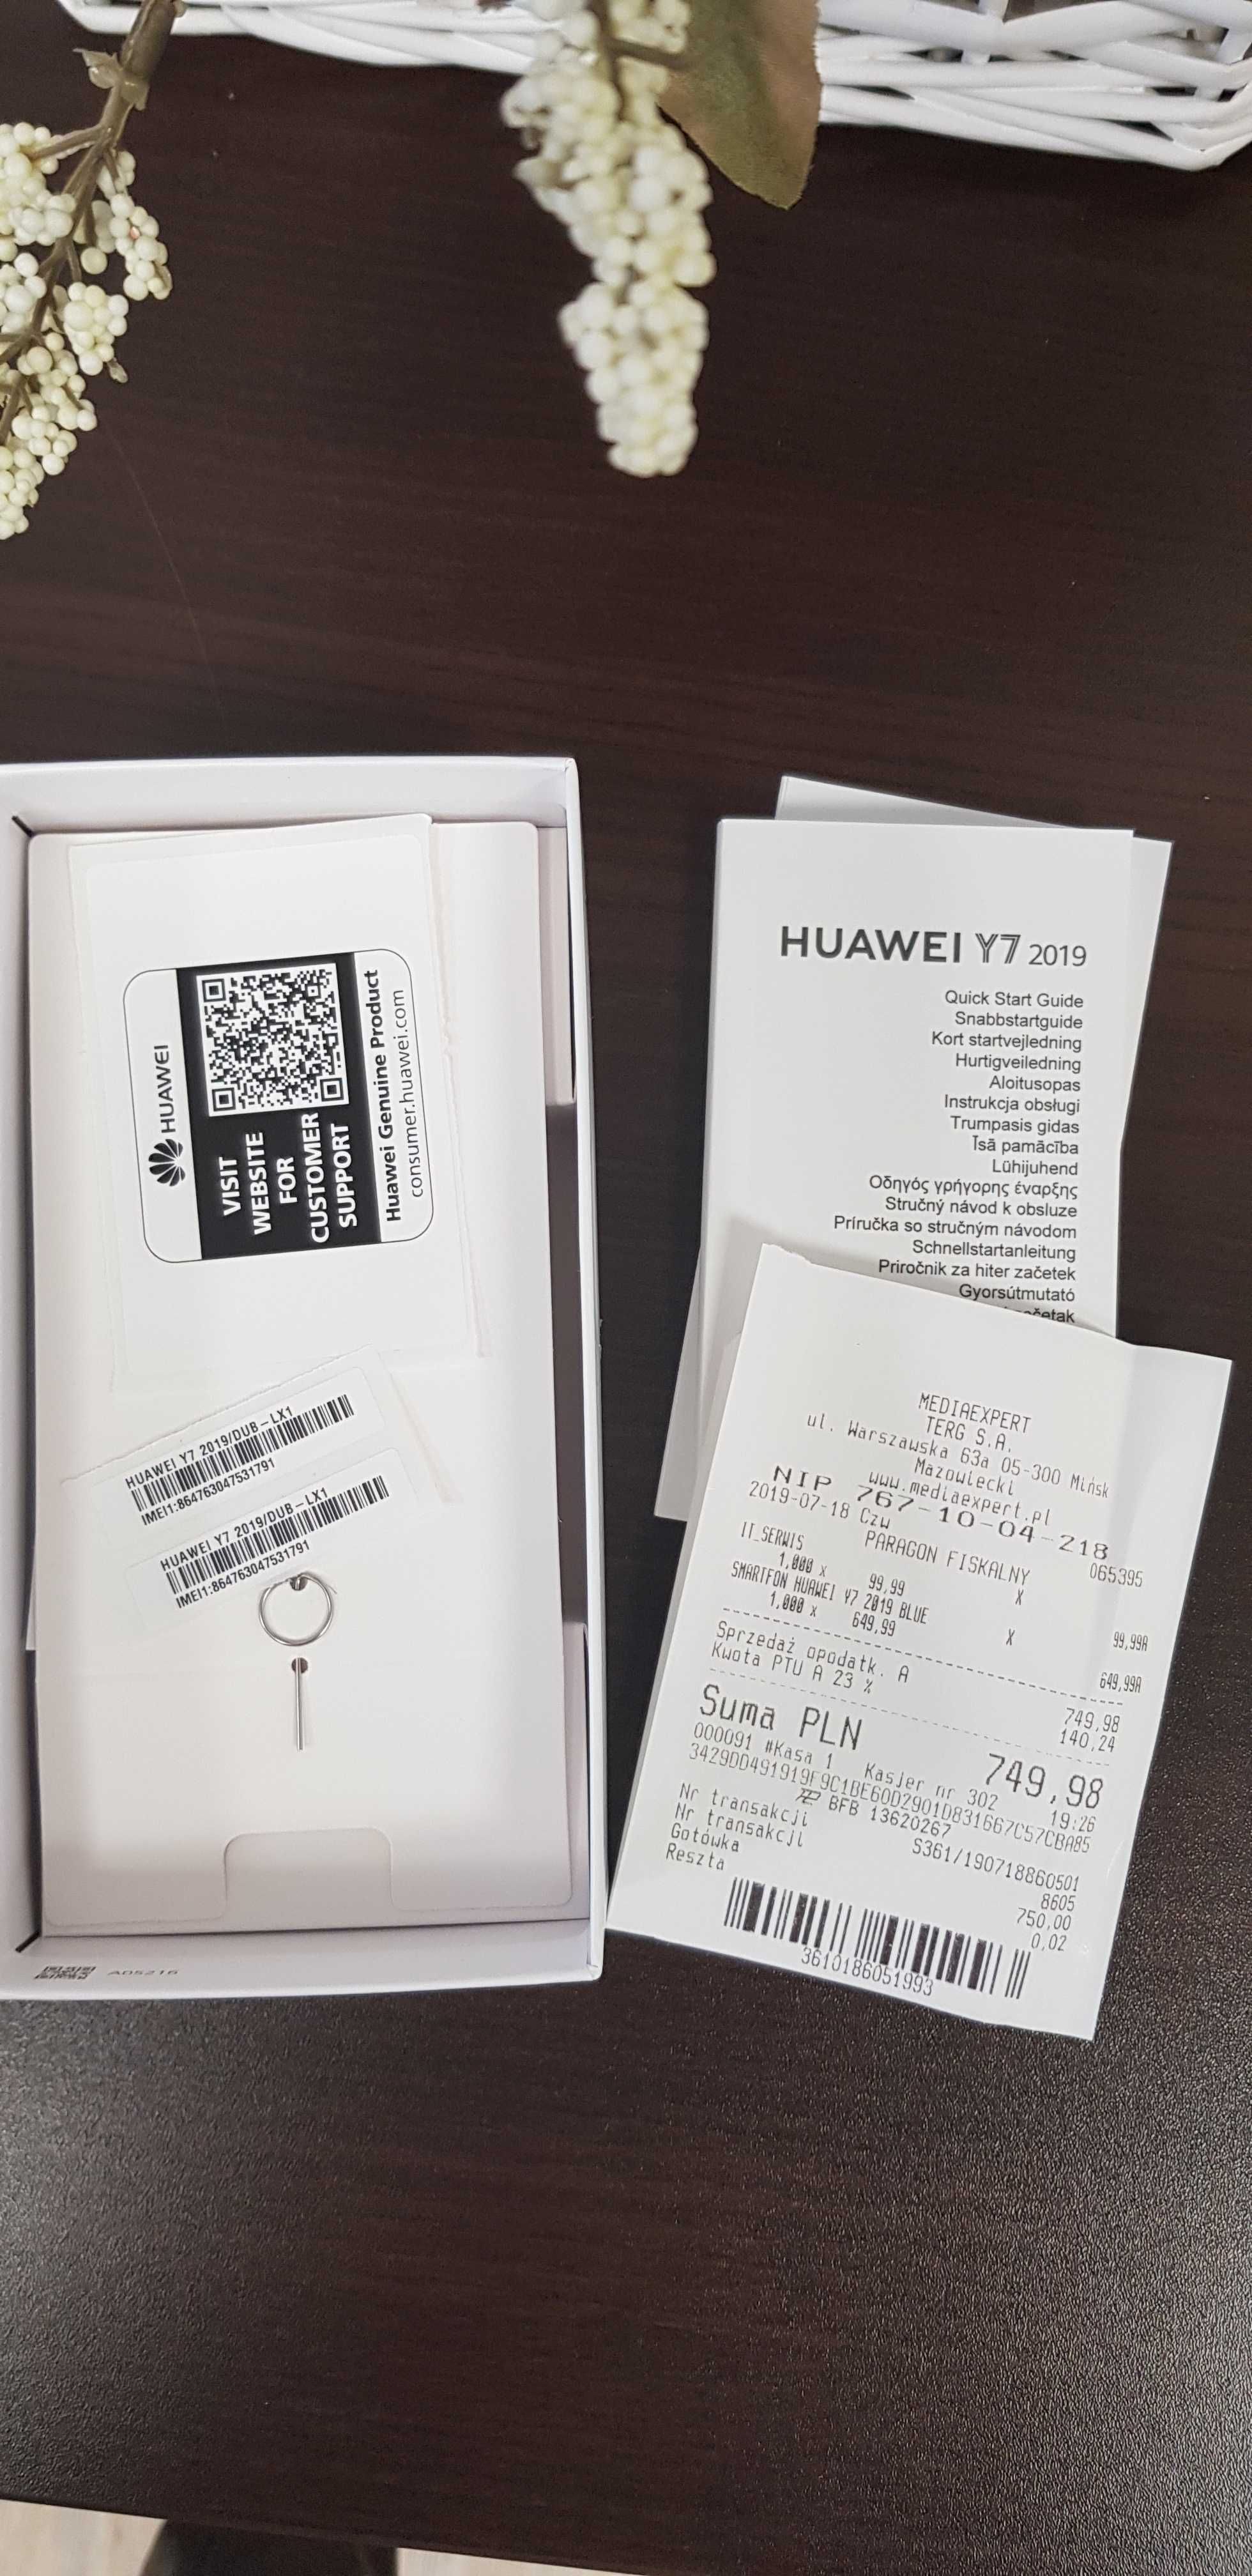 HUAWEI
VISIT
WEBSITE
FOR
CUSTOMER
SUPPORT
Huawei Genuine Product
consumer.huawei.com
HUAWEI Y7 2019/DUB-LX1
IMEI1:864763047531791
HUAWEI Y7 2019/DUB-LX1
IMEI1:864763047531791
A05216
HUAWEI Y7 2019
Quick Start Guide
Snabbstartguide
Kort startvejledning
Hurtigveiledning
Aloitusopas
Instrukcja obsługi
Trumpasis gidas
Īsā pamācība
Lühijuhend
Οδηγός γρήγορης έναρξης
Stručný návod k obsluze
Príručka so stručným návodom
Schnellstartanleitung
Priročnik za hiter začetek
Gyorsútmutató
MEDIAEXPERT
TERG S.A.
ul. Warszawska 63a 05-300 Mińsk
Mazowiecki
www.mediaexpert.pl
NIP 767-10-04-218
2019-07-18 Czw 065395
PARAGON FISKALNY
IT_SERWIS X
1,000 x 99,99 99,99A
SMARTFON HUAWEI Y7 2019 BLUE X
1,000 x 649,99 649,99A
Sprzedaż opodatk. A 749,98
Kwota PTU A 23 % 140,24
Suma PLN 749,98
000091 #Kasa 1 Kasjer nr 302 19:26
3429DD491919F9C1BE60D2901D831667C57CBA85
BFB 13620267
Nr transakcji S361/190718860501
Nr transakcji 8605
Gotówka 750,00
Reszta 0,02
3610186051993